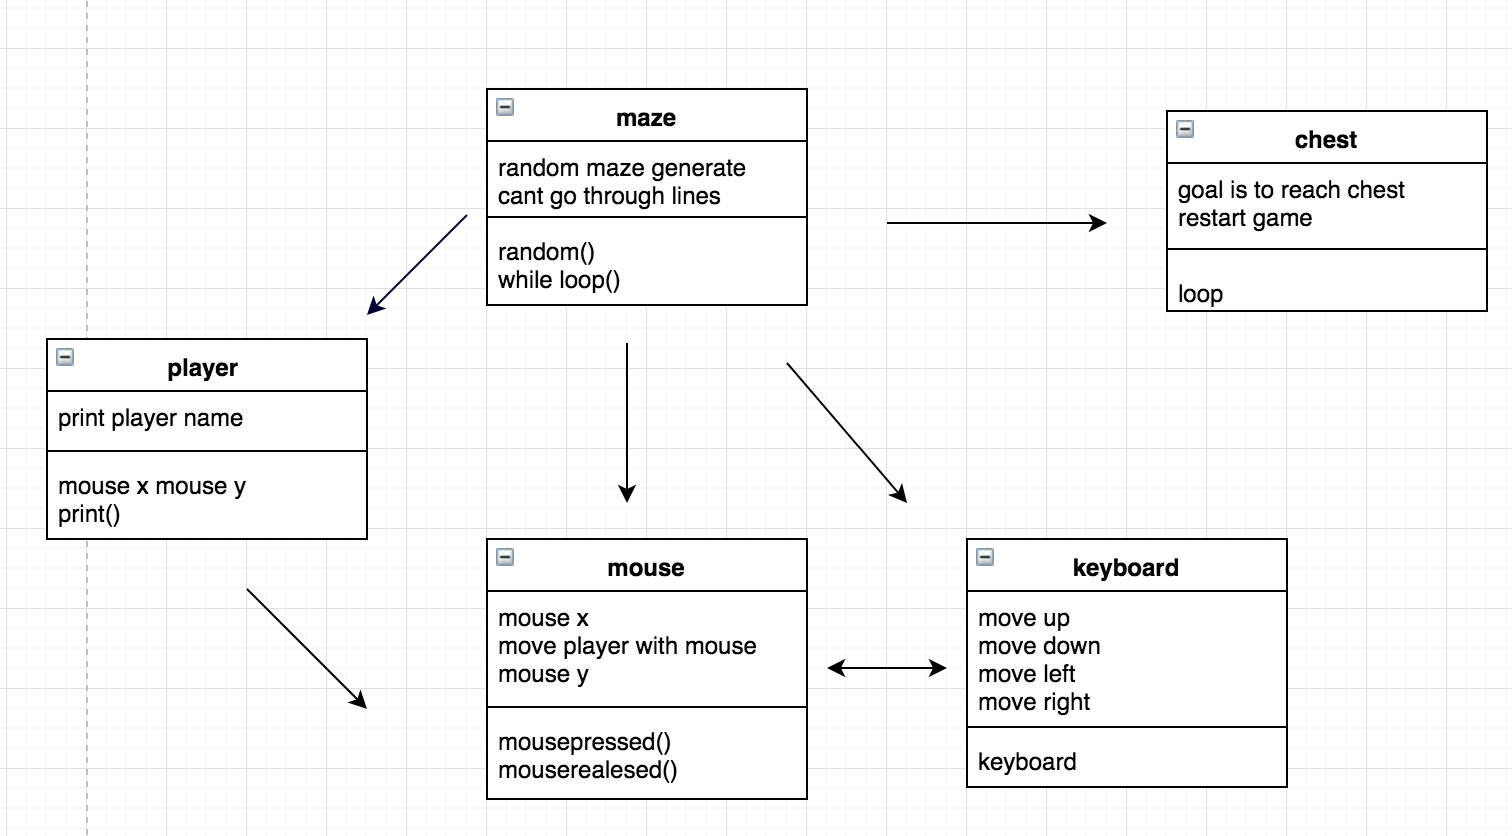 maze
random maze generate
cant go through lines
random()
while loop()
chest
goal is to reach chest
restart game
loop
player
print player name
mouse x mouse y
print()
mouse
mouse x
move player with mouse
mouse y
mousepressed()
mouserealesed()
keyboard
move up
move down
move left
move right
keyboard